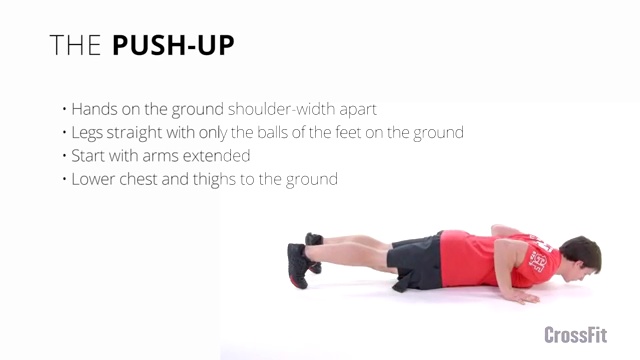 THE PUSH-UP
• Hands on the ground shoulder-width apart
• Legs straight with only the balls of the feet on the ground
• Start with arms extended
• Lower chest and thighs to the ground
CrossFit